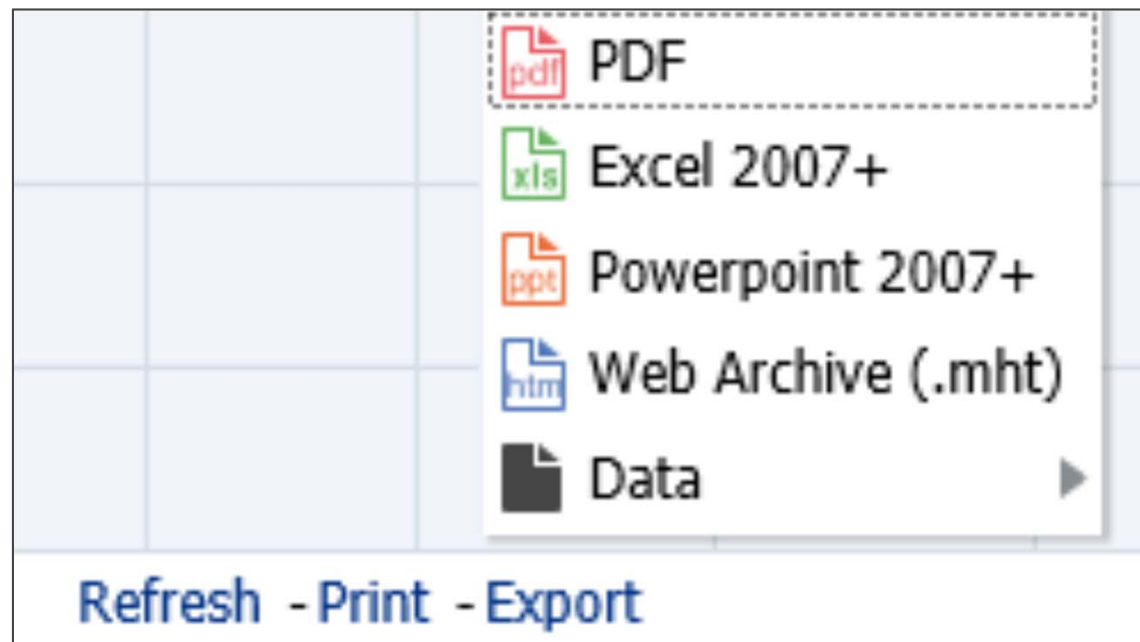 pdf PDF
xls Excel 2007+
ppt Powerpoint 2007+
htm Web Archive (.mht)
Data
Refresh - Print - Export